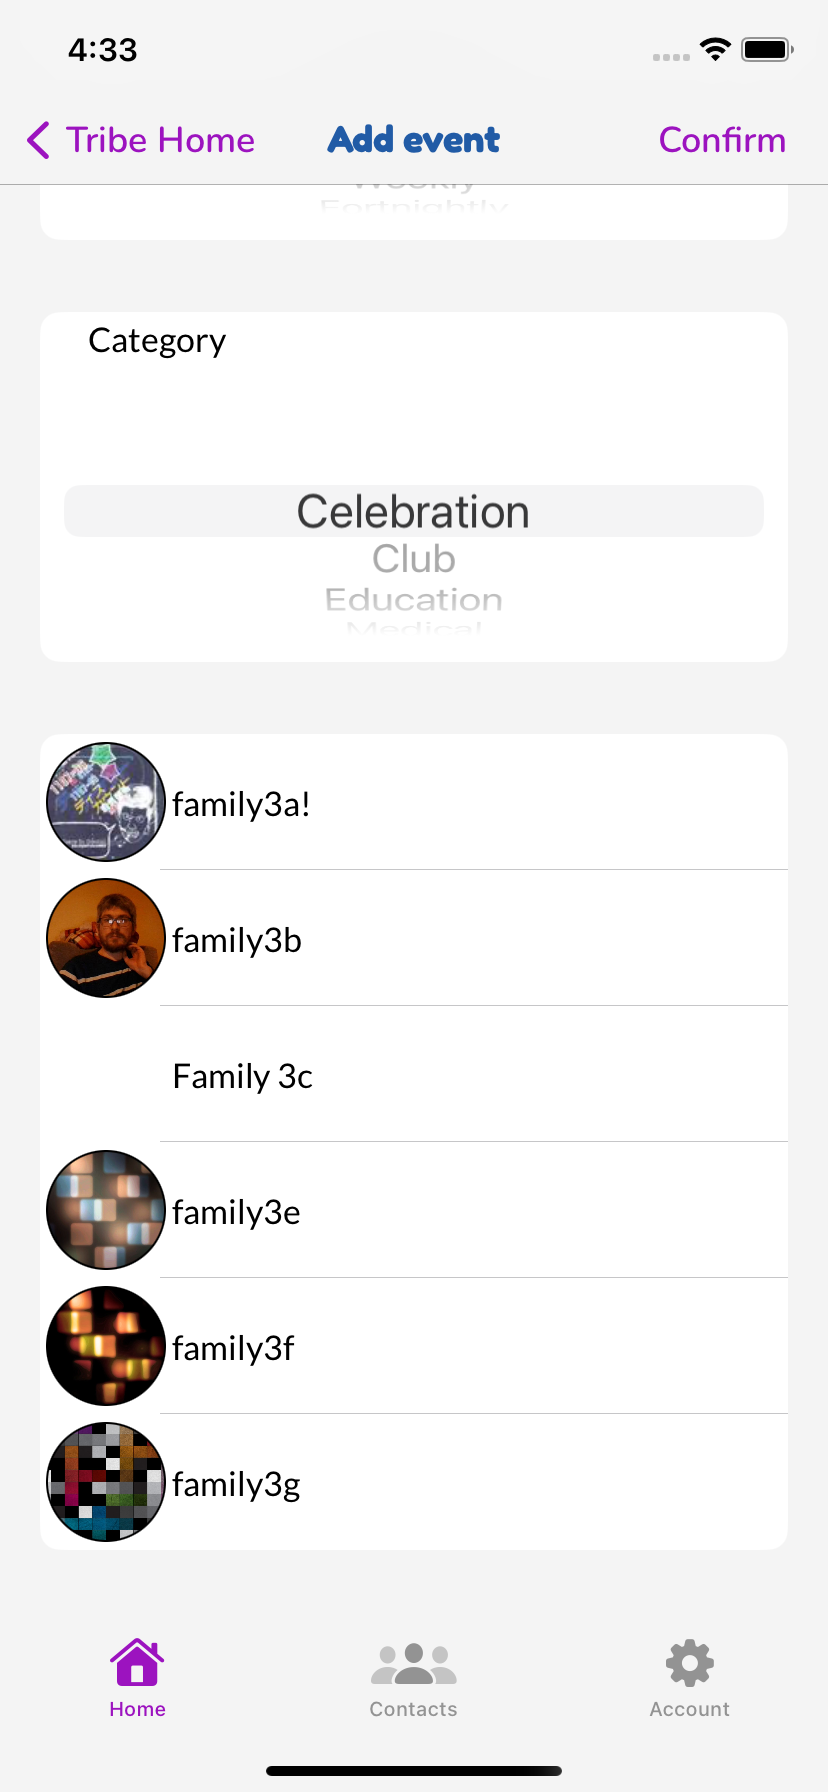 4:33
Tribe Home
Add event
Confirm
Weekly
Fortnightly
Category
Celebration
Club
Education
Medical
family3a!
family3b
Family 3c
family3e
family3f
family3g
Home
Contacts
Account